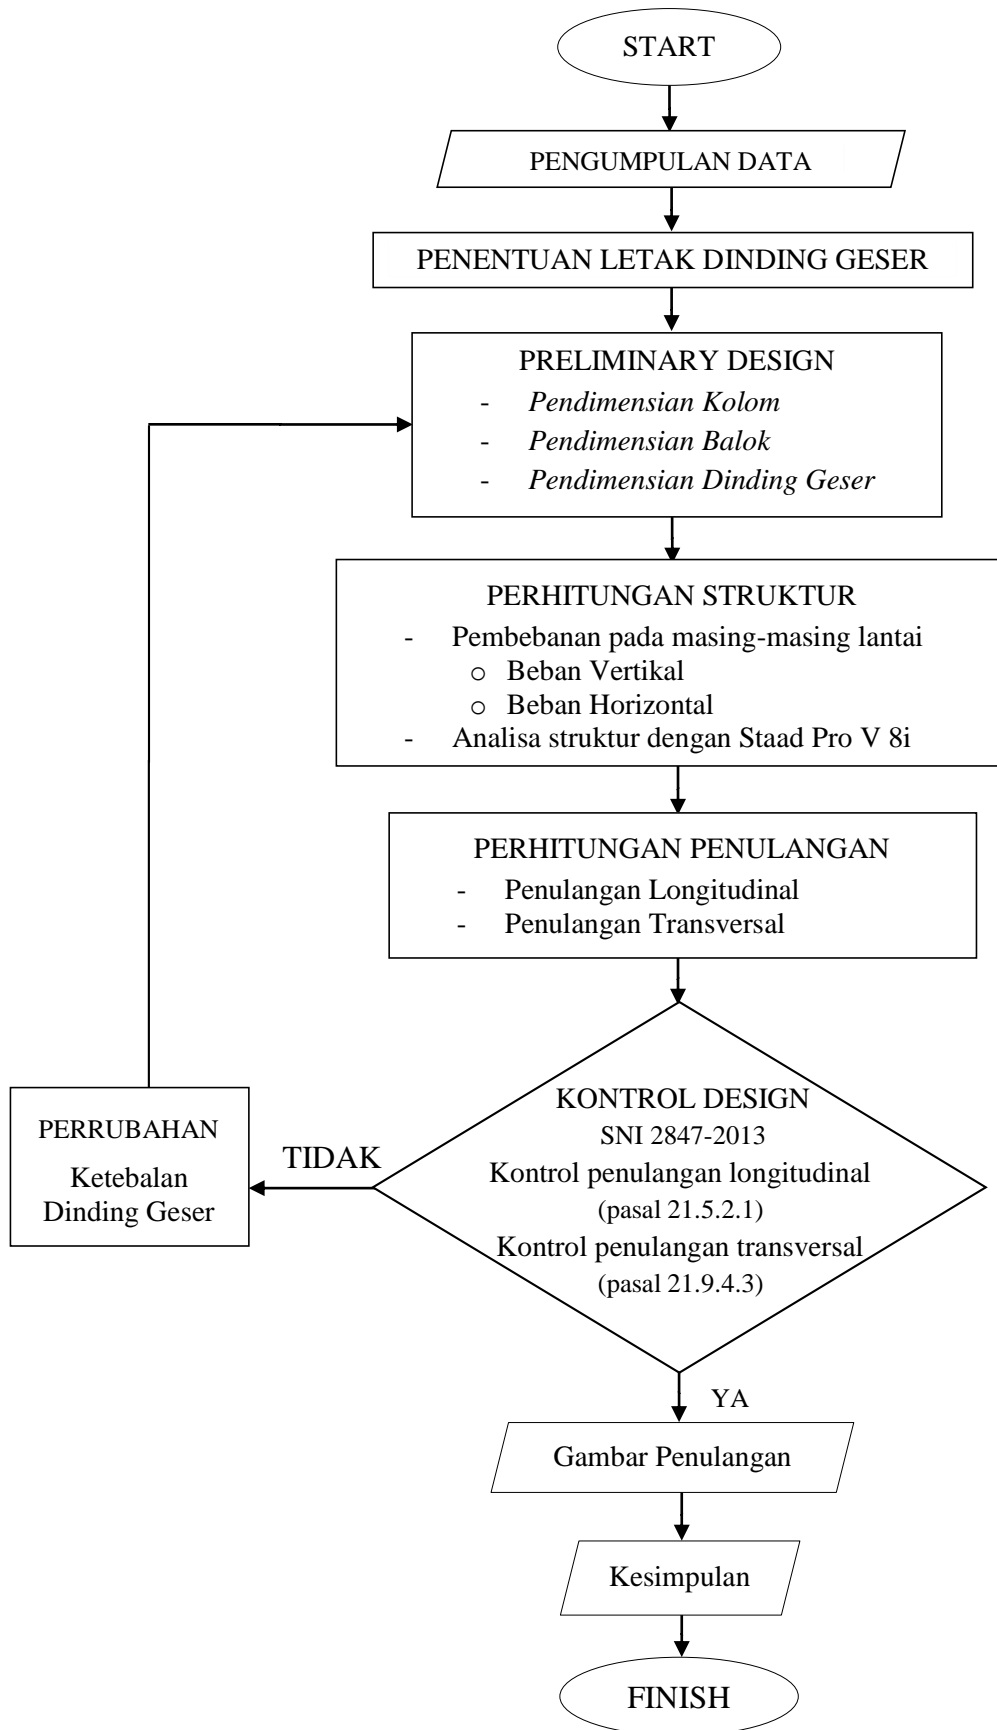 START
PENGUMPULAN DATA
PENENTUAN LETAK DINDING GESER
PRELIMINARY DESIGN
- Pendimensian Kolom
- Pendimensian Balok
- Pendimensian Dinding Geser
PERHITUNGAN STRUKTUR
- Pembebanan pada masing-masing lantai
o Beban Vertikal
o Beban Horizontal
- Analisa struktur dengan Staad Pro V 8i
PERHITUNGAN PENULANGAN
- Penulangan Longitudinal
- Penulangan Transversal
KONTROL DESIGN
SNI 2847-2013
Kontrol penulangan longitudinal
(pasal 21.5.2.1)
Kontrol penulangan transversal
(pasal 21.9.4.3)
TIDAK
PERRUBAHAN
Ketebalan
Dinding Geser
YA
Gambar Penulangan
Kesimpulan
FINISH